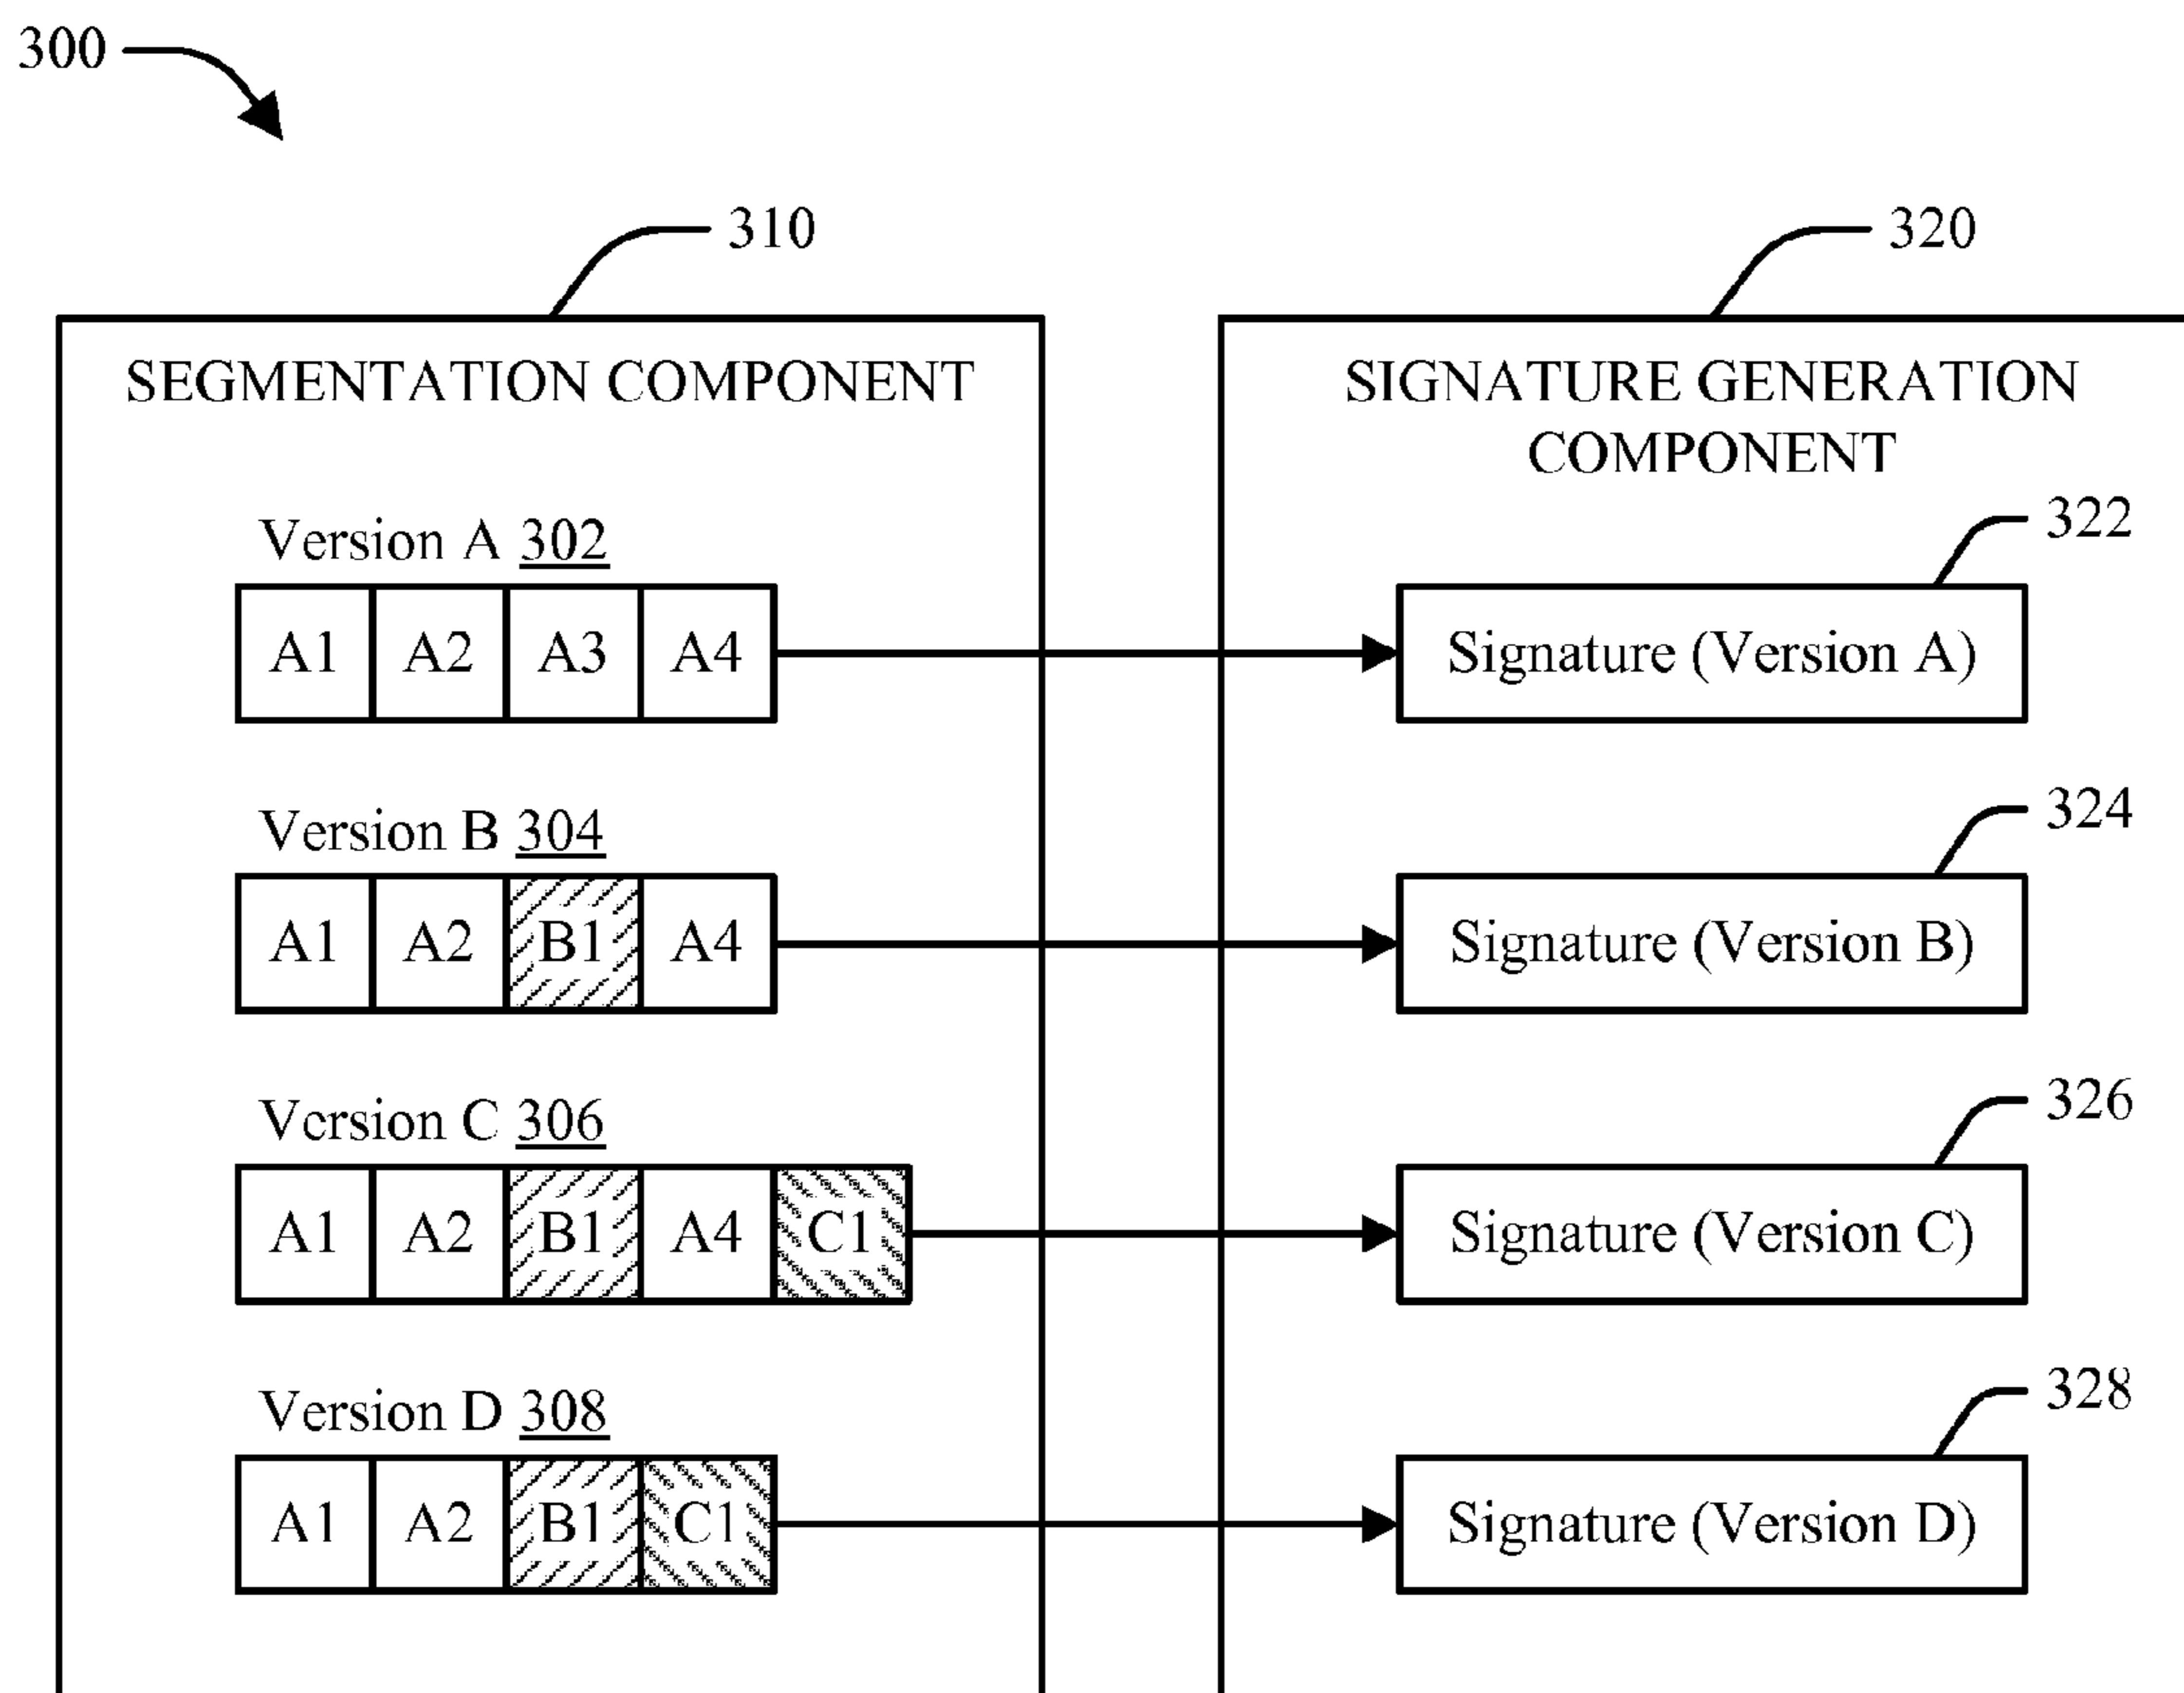 300
310
320
SEGMENTATION COMPONENT
SIGNATURE GENERATION
COMPONENT
322
Version A 302
A1 A2 A3 A4
Signature (Version A)
324
Version B 304
A1 A2 B1 A4
Signature (Version B)
326
Version C 306
A1 A2 B1 A4 C1
Signature (Version C)
328
Version D 308
A1 A2 B1 C1
Signature (Version D)